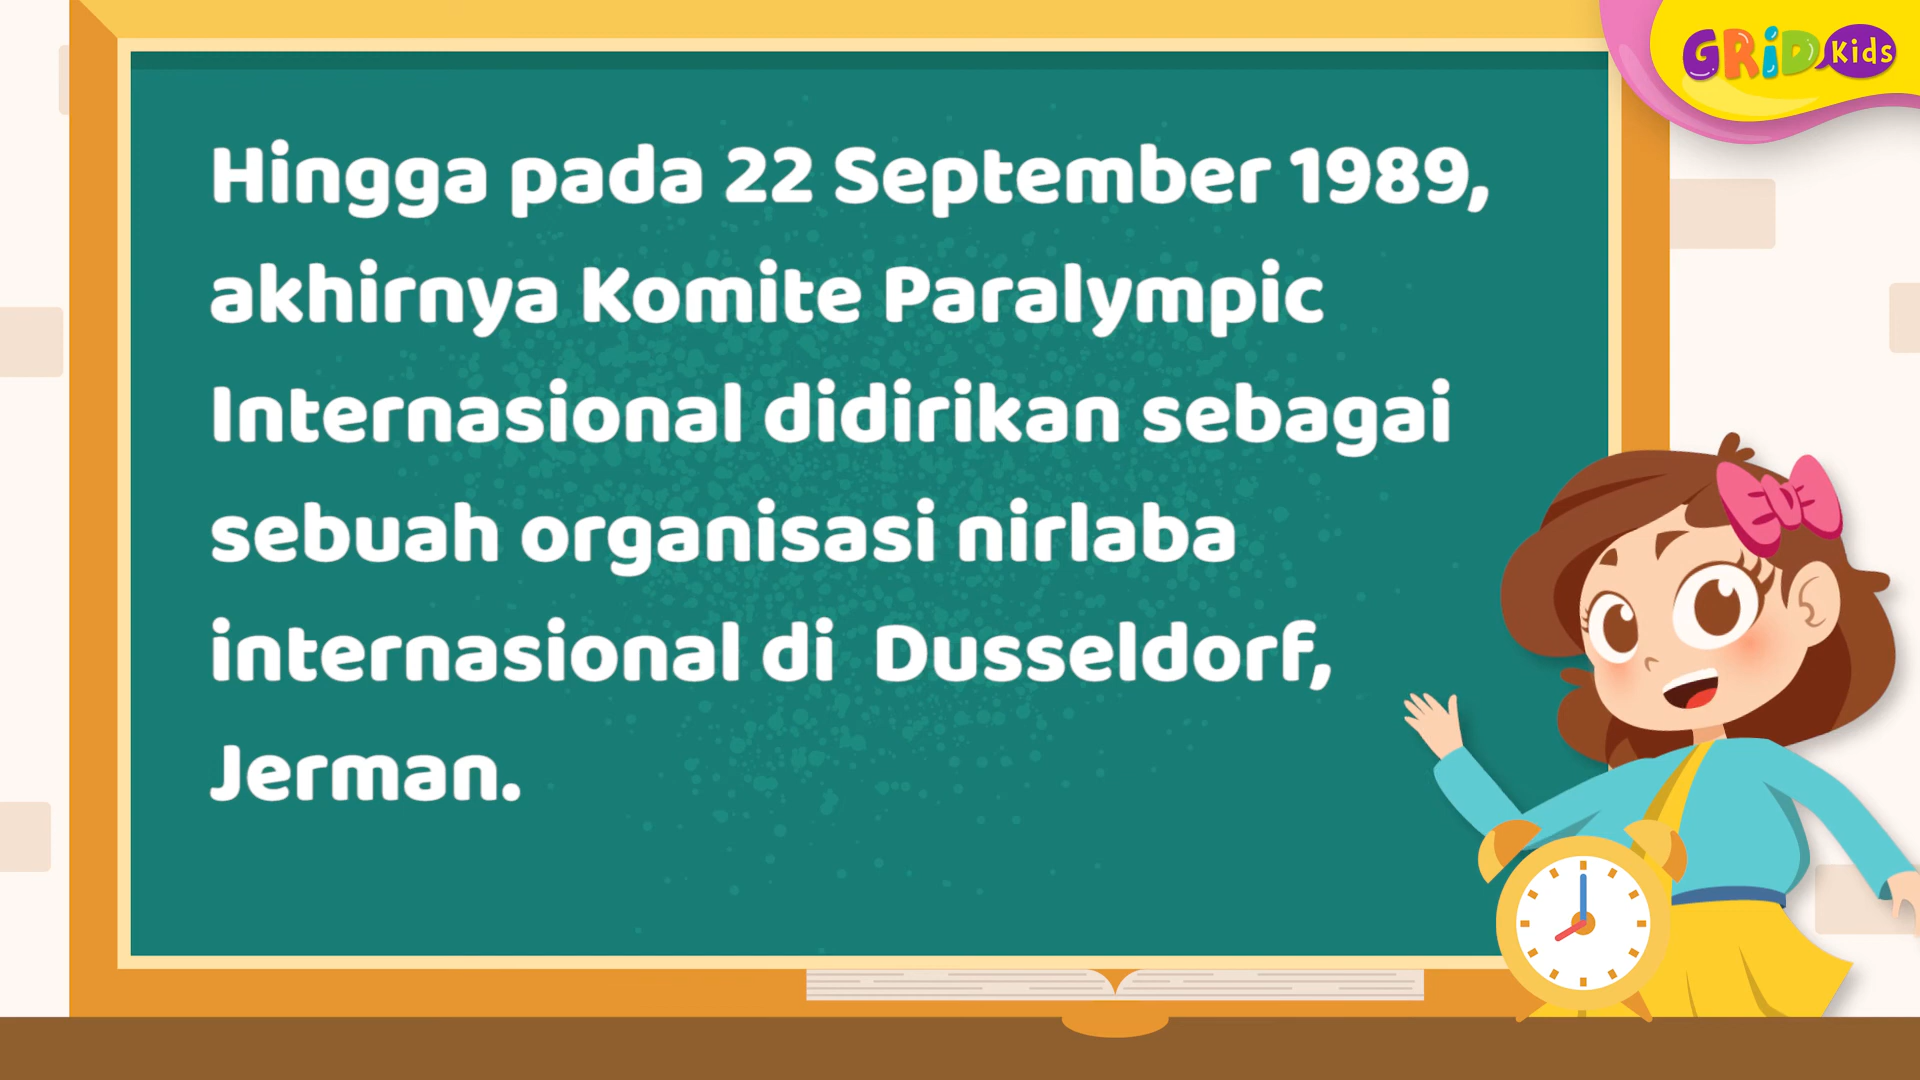 GRiD Kids
Hingga pada 22 September 1989,
akhirnya Komite Paralympic
Internasional didirikan sebagai
sebuah organisasi nirlaba
internasional di  Dusseldorf,
Jerman.